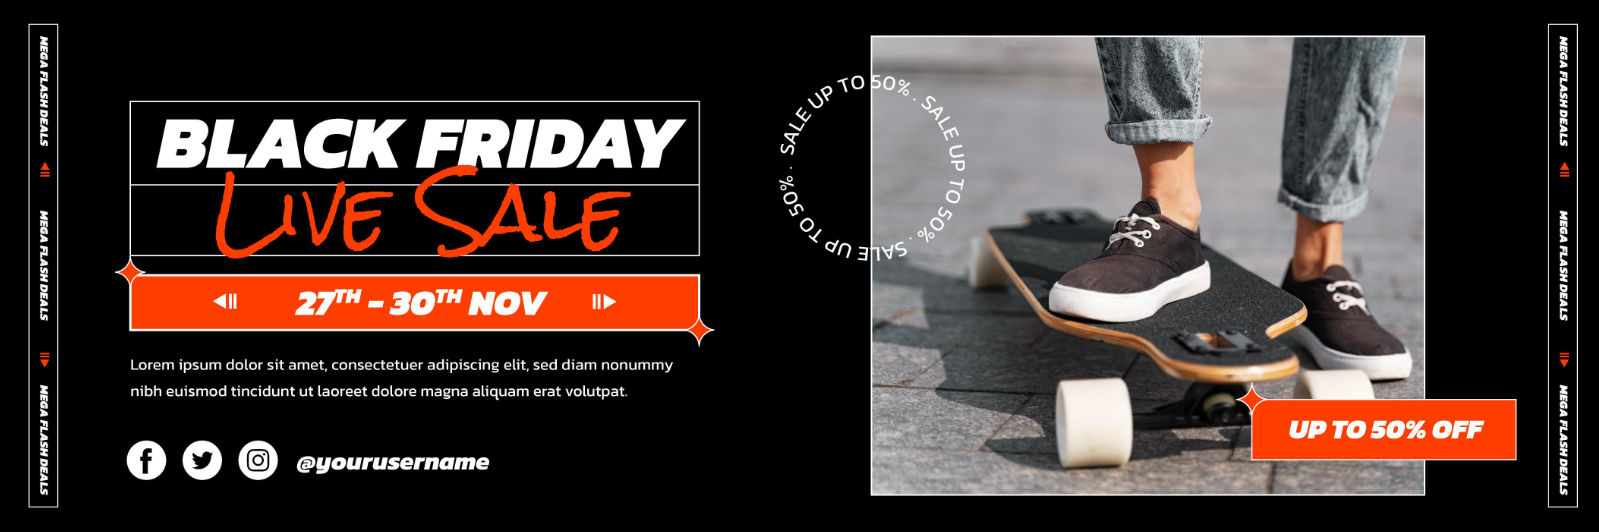 MEGA FLASH DEALS
MEGA FLASH DEALS
MEGA FLASH DEALS
BLACK FRIDAY
LIVE SALE
27TH - 30TH NOV
Lorem ipsum dolor sit amet, consectetuer adipiscing elit, sed diam nonummy
nibh euismod tincidunt ut laoreet dolore magna aliquam erat volutpat.
@yourusername
SALE UP TO 50% . SALE UP TO 50% . SALE UP TO 50% .
UP TO 50% OFF
MEGA FLASH DEALS
MEGA FLASH DEALS
MEGA FLASH DEALS